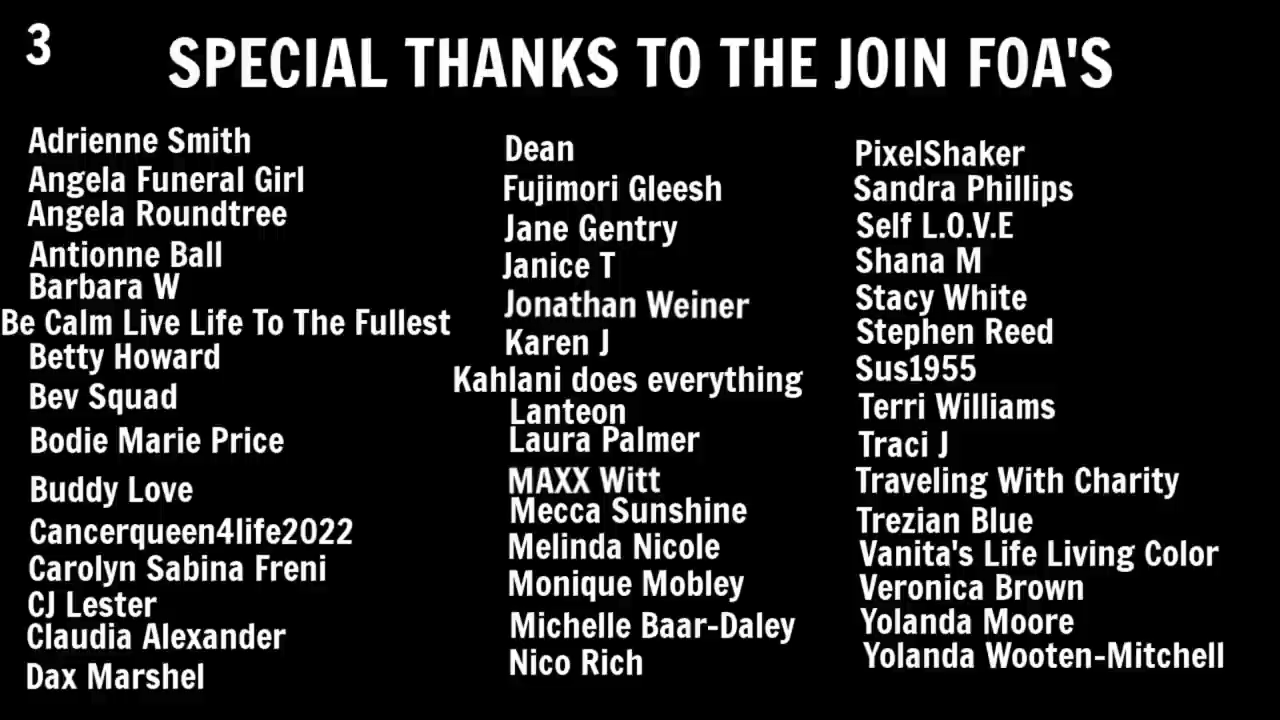 3
SPECIAL THANKS TO THE JOIN FOA'S
Adrienne Smith
Angela Funeral Girl
Angela Roundtree
Antionne Ball
Barbara W
Be Calm Live Life To The Fullest
Betty Howard
Bev Squad
Bodie Marie Price
Buddy Love
Cancerqueen4life2022
Carolyn Sabina Freni
CJ Lester
Claudia Alexander
Dax Marshel
Dean
Fujimori Gleesh
Jane Gentry
Janice T
Jonathan Weiner
Karen J
Kahlani does everything
Lanteon
Laura Palmer
MAXX Witt
Mecca Sunshine
Melinda Nicole
Monique Mobley
Michelle Baar-Daley
Nico Rich
PixelShaker
Sandra Phillips
Self L.O.V.E
Shana M
Stacy White
Stephen Reed
Sus1955
Terri Williams
Traci J
Traveling With Charity
Trezian Blue
Vanita's Life Living Color
Veronica Brown
Yolanda Moore
Yolanda Wooten-Mitchell